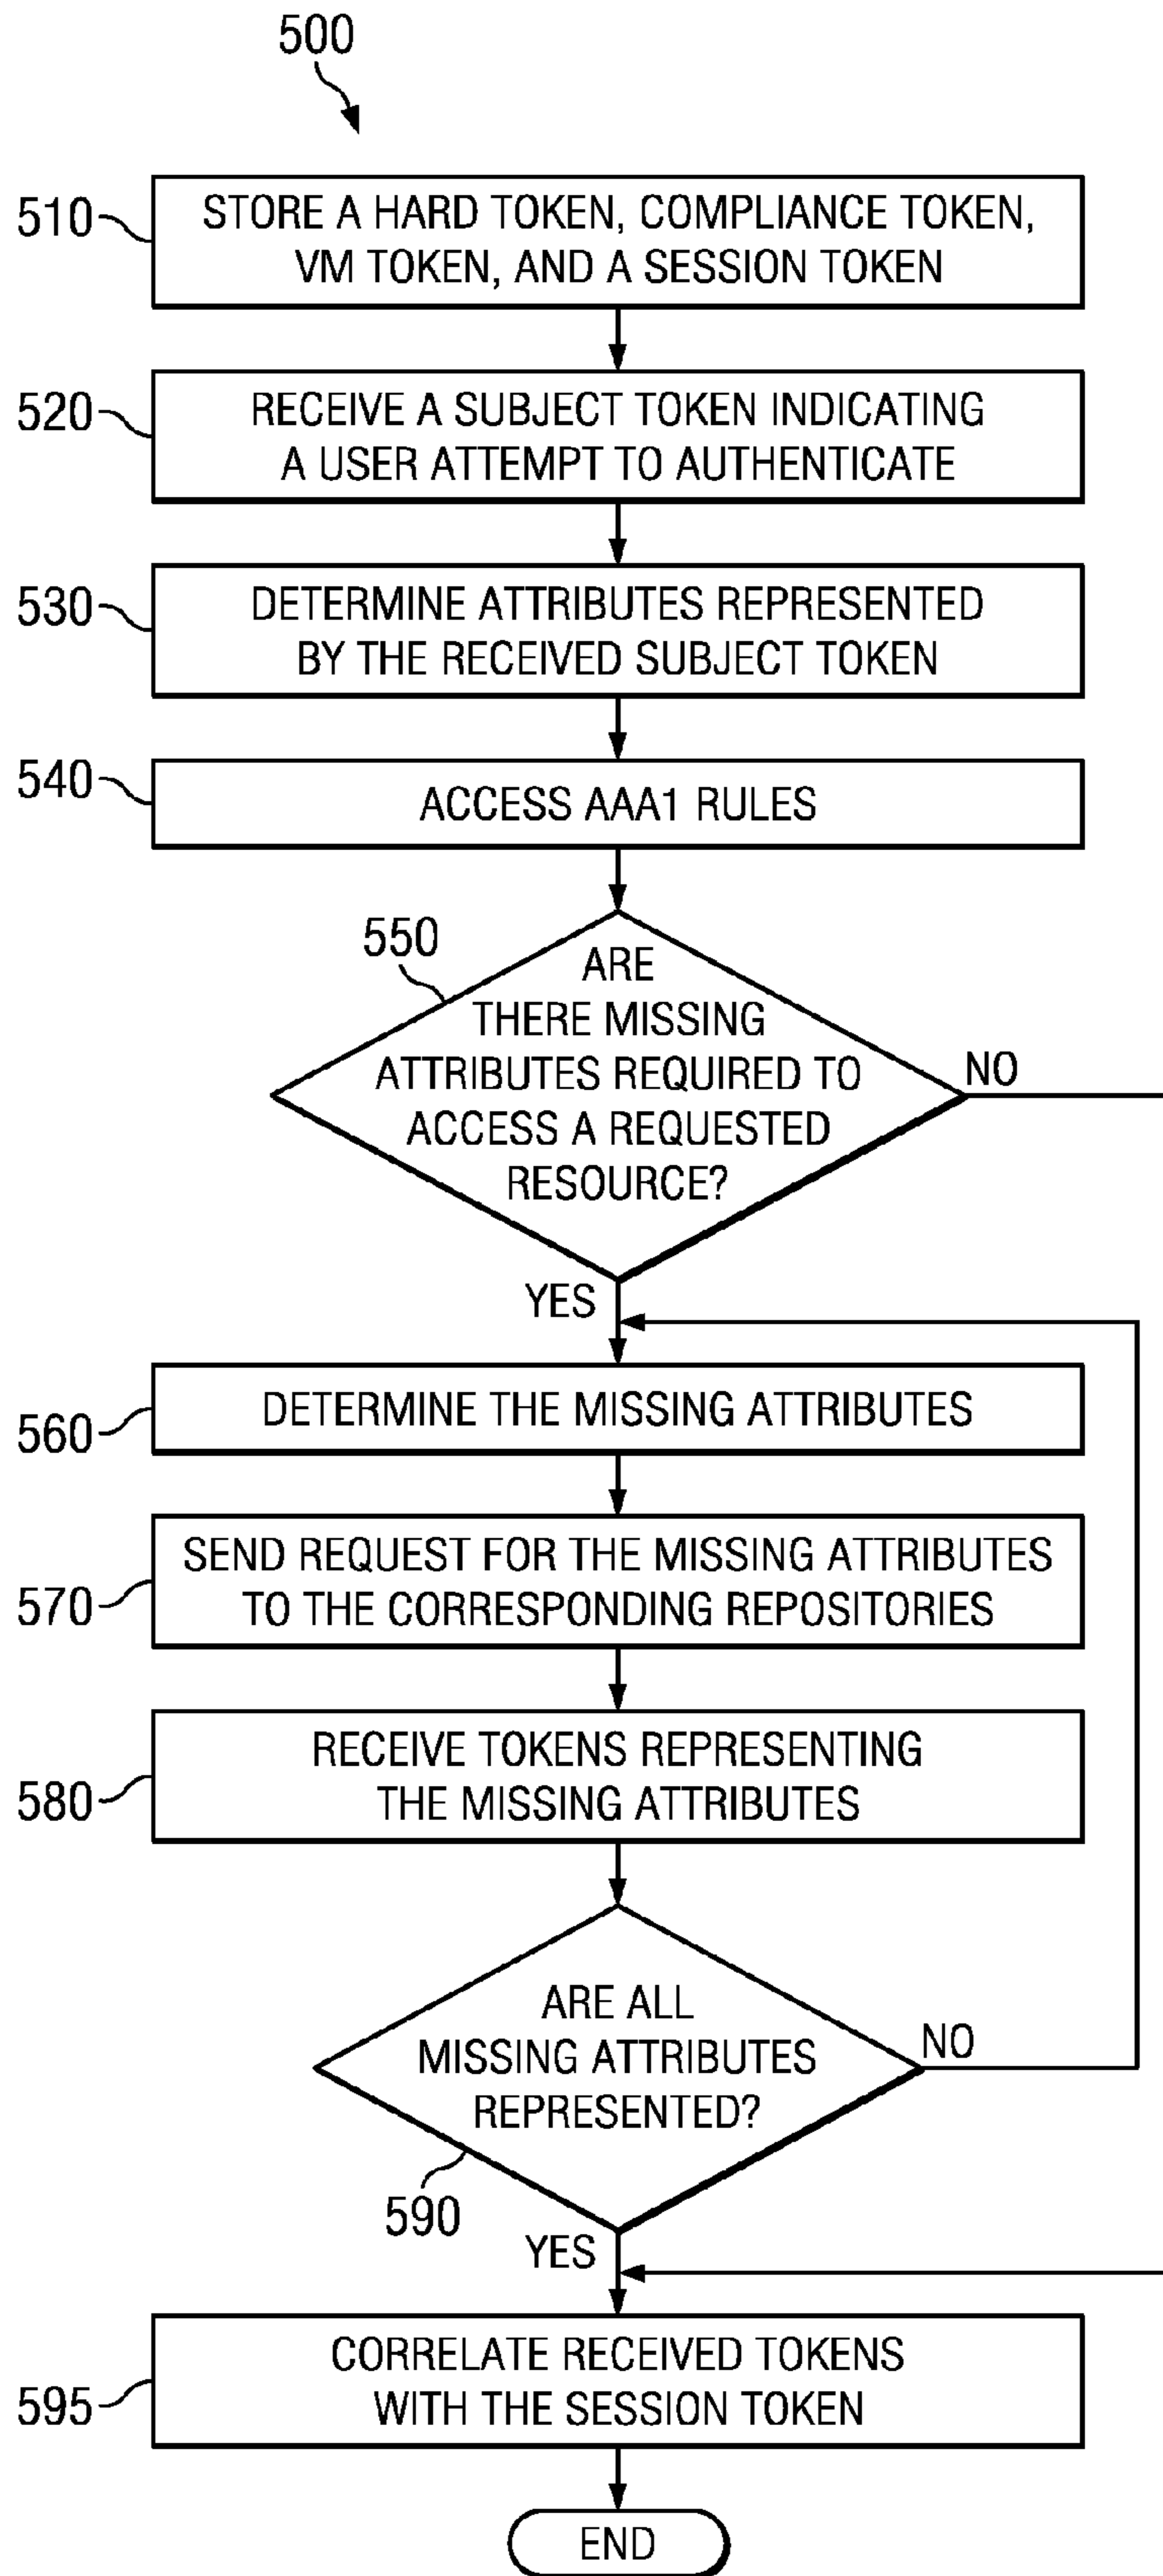 500
510
STORE A HARD TOKEN, COMPLIANCE TOKEN,
VM TOKEN, AND A SESSION TOKEN
520
RECEIVE A SUBJECT TOKEN INDICATING
A USER ATTEMPT TO AUTHENTICATE
530
DETERMINE ATTRIBUTES REPRESENTED
BY THE RECEIVED SUBJECT TOKEN
540
ACCESS AAA1 RULES
550
ARE
THERE MISSING
ATTRIBUTES REQUIRED TO
ACCESS A REQUESTED
RESOURCE?
NO
YES
560
DETERMINE THE MISSING ATTRIBUTES
570
SEND REQUEST FOR THE MISSING ATTRIBUTES
TO THE CORRESPONDING REPOSITORIES
580
RECEIVE TOKENS REPRESENTING
THE MISSING ATTRIBUTES
ARE ALL
MISSING ATTRIBUTES
REPRESENTED?
NO
590
YES
595
CORRELATE RECEIVED TOKENS
WITH THE SESSION TOKEN
END